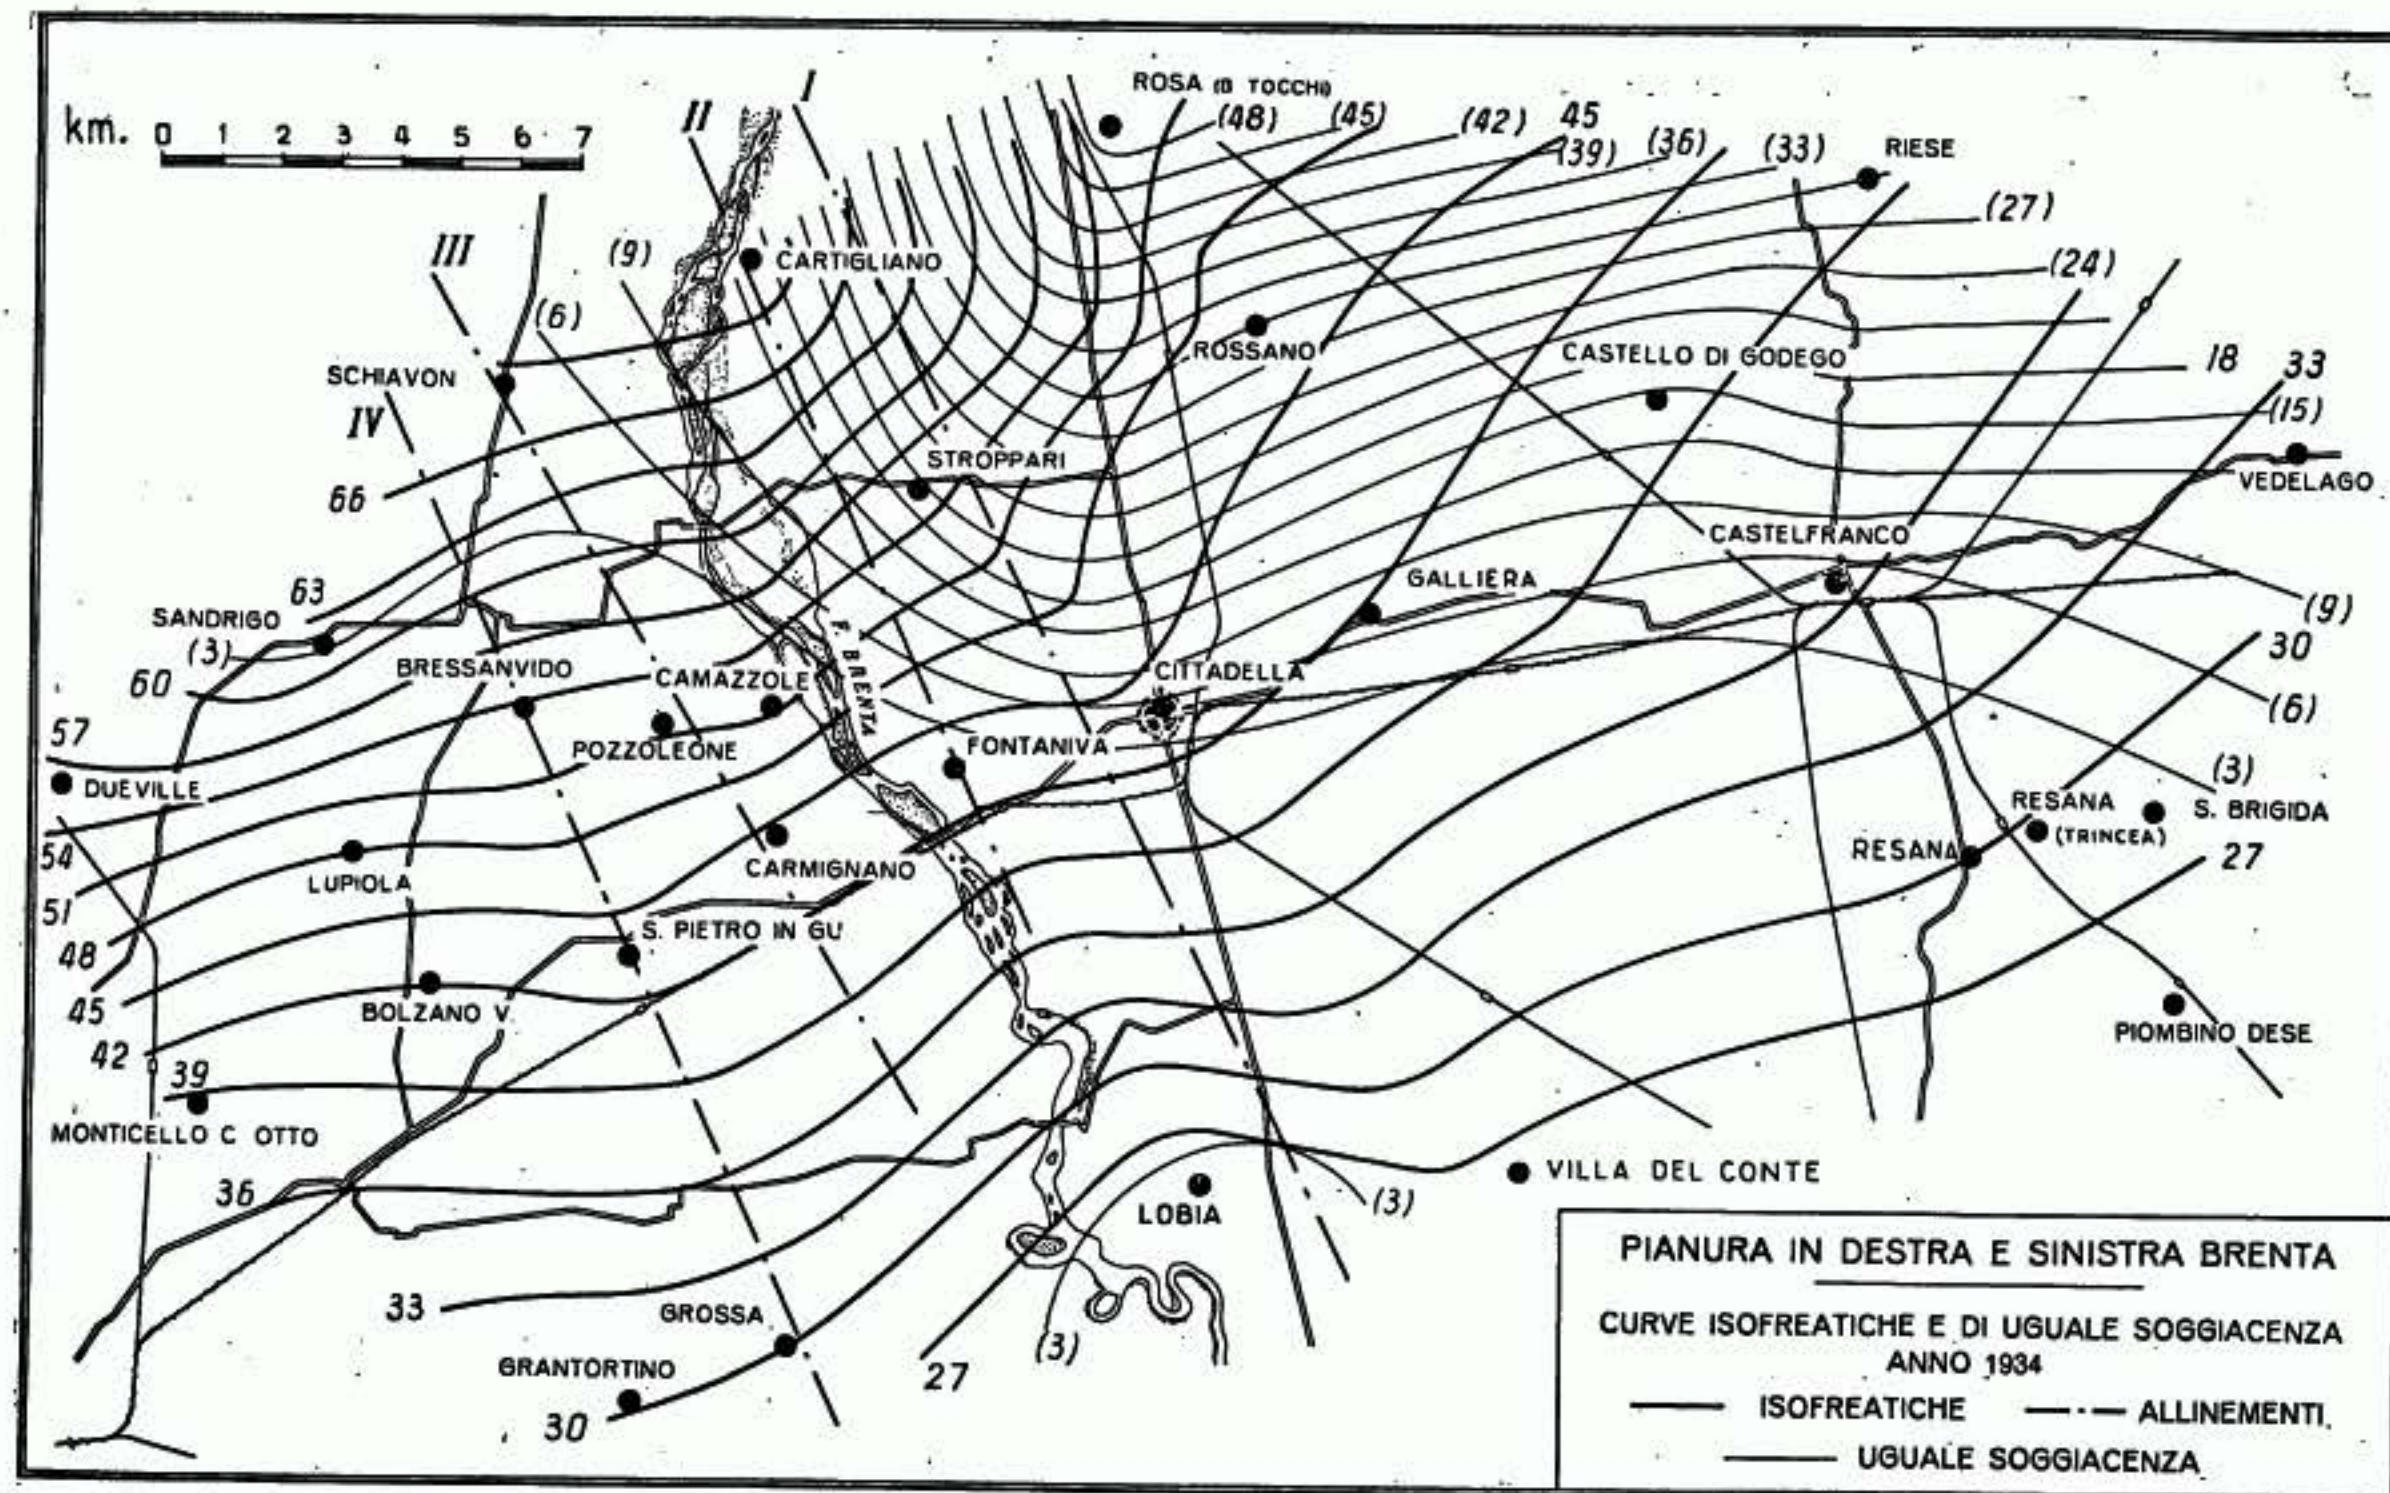 ROSA (B TOCCHI)
I
II
km. 0 1 2 3 4 5 6 7
(48) (45) (42) 45
(39) (36) (33) RIESE
(27)
III
(9)
CARTIGLIANO
(24)
(6)
ROSSANO
CASTELLO DI GODEGO
18
33
SCHIAVON
IV
(15)
STROPPARI
VEDELAGO
66
CASTELFRANCO
GALLIERA
63
SANDRIGO
(9)
(3)
F. BRENTA
30
BRESSANVIDO
CAMAZZOLE
CITTADELLA
60
(6)
57
POZZOLEONE
FONTANIVA
(3)
DUEVILLE
RESANA
(TRINCEA)
S. BRIGIDA
54
RESANA
27
CARMIGNANO
LUPIOLA
51
S. PIETRO IN GU
48
45
BOLZANO V.
PIOMBINO DESE
42
39
MONTICELLO C OTTO
36
VILLA DEL CONTE
(3)
LOBIA
33
GROSSA
(3)
GRANTORTINO
27
30
PIANURA IN DESTRA E SINISTRA BRENTA
CURVE ISOFREATICHE E DI UGUALE SOGGIACENZA
ANNO 1934
ISOFREATICHE
ALLINEMENTI.
UGUALE SOGGIACENZA